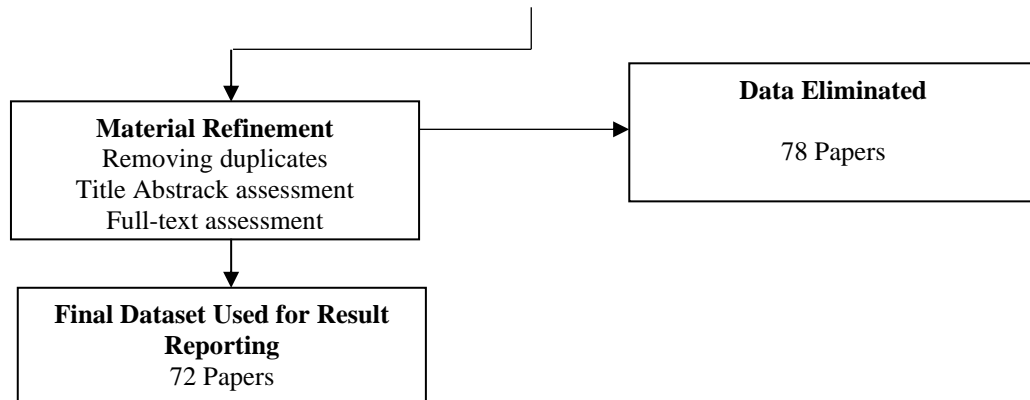 Material Refinement
Removing duplicates
Title Abstrack assessment
Full-text assessment
Data Eliminated
78 Papers
Final Dataset Used for Result
Reporting
72 Papers